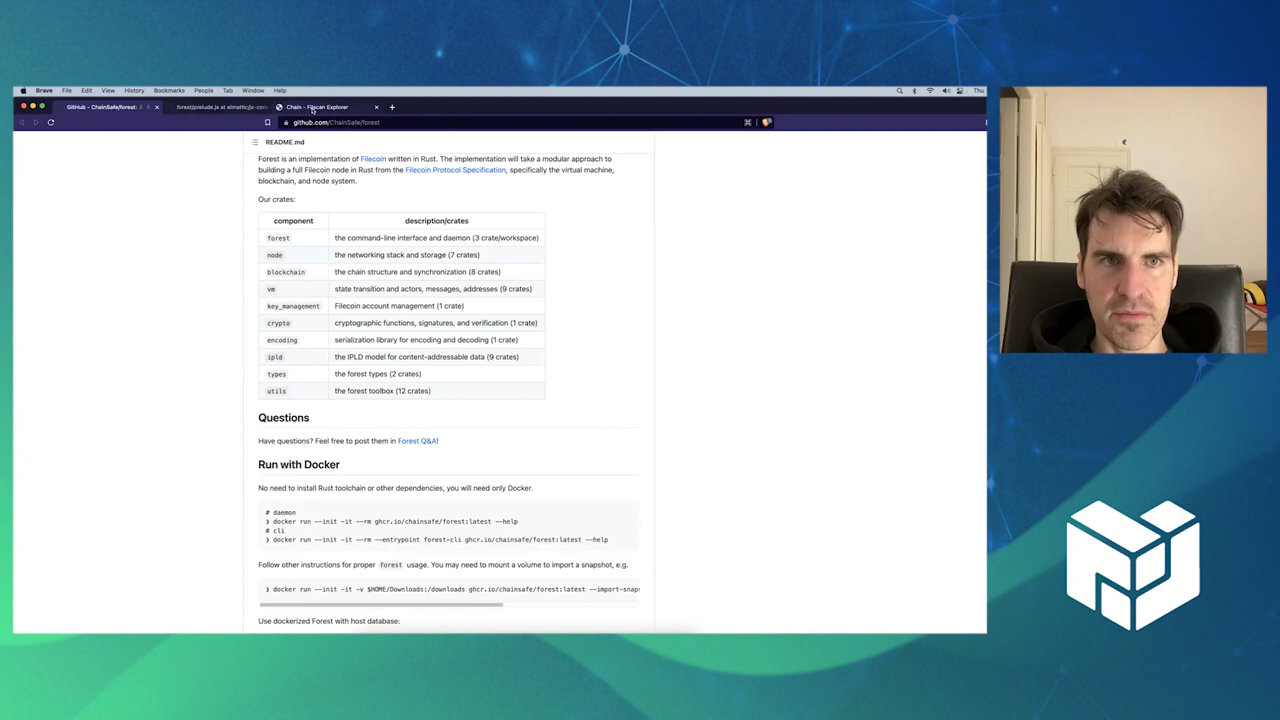 Brave File Edit View History Bookmarks People Tab Window Help Thu
GitHub - ChainSafe/forest: forest/prelude.js at elmattic/js-con Chain - Filscan Explorer
github.com/ChainSafe/forest
README.md
Forest is an implementation of Filecoin written in Rust. The implementation will take a modular approach to
building a full Filecoin node in Rust from the Filecoin Protocol Specification, specifically the virtual machine,
blockchain, and node system.
Our crates:
component description/crates
forest the command-line interface and daemon (3 crate/workspace)
node the networking stack and storage (7 crates)
blockchain the chain structure and synchronization (8 crates)
vm state transition and actors, messages, addresses (9 crates)
key_management Filecoin account management (1 crate)
crypto cryptographic functions, signatures, and verification (1 crate)
encoding serialization library for encoding and decoding (1 crate)
ipld the IPLD model for content-addressable data (9 crates)
types the forest types (2 crates)
utils the forest toolbox (12 crates)
Questions
Have questions? Feel free to post them in Forest Q&A!
Run with Docker
No need to install Rust toolchain or other dependencies, you will need only Docker.
# daemon
❯ docker run --init -it --rm ghcr.io/chainsafe/forest:latest --help
# cli
❯ docker run --init -it --rm --entrypoint forest-cli ghcr.io/chainsafe/forest:latest --help
Follow other instructions for proper forest usage. You may need to mount a volume to import a snapshot, e.g.
❯ docker run --init -it -v $HOME/Downloads:/downloads ghcr.io/chainsafe/forest:latest --import-snaps
Use dockerized Forest with host database: